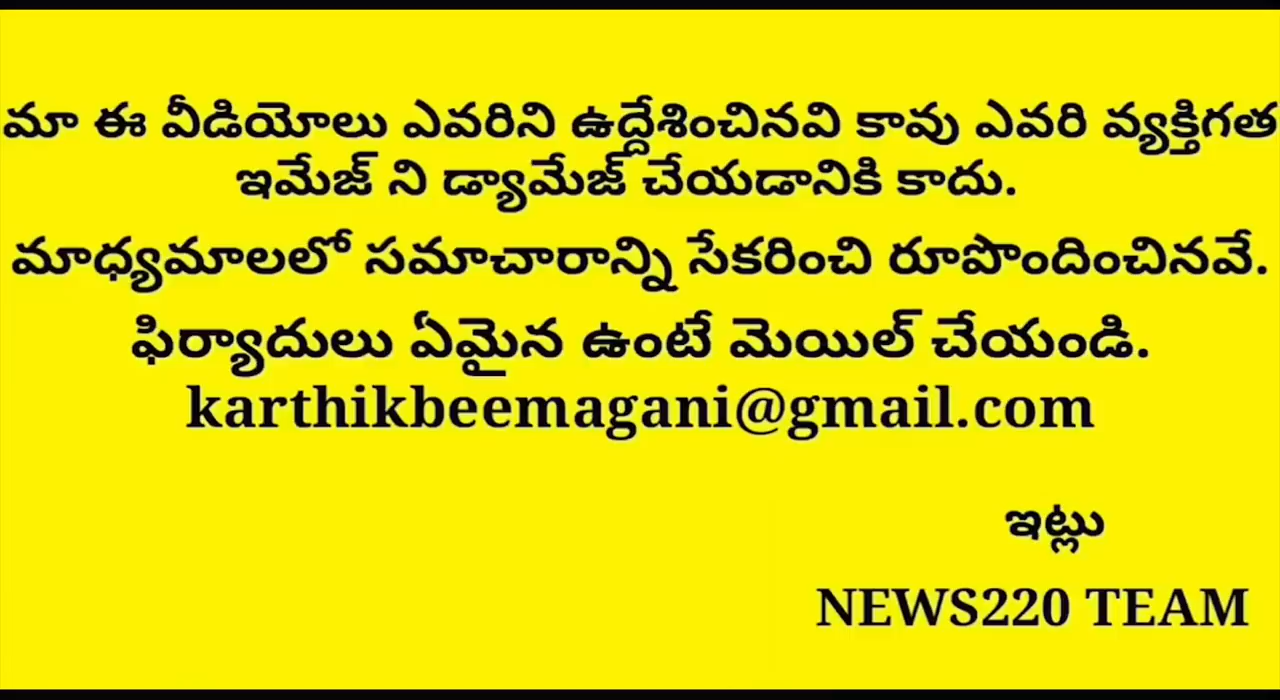 మా ఈ వీడియోలు ఎవరిని ఉద్దేశించినవి కావు ఎవరి వ్యక్తిగత
ఇమేజ్ ని డ్యామేజ్ చేయడానికి కాదు.
మాధ్యమాలలో సమాచారాన్ని సేకరించి రూపొందించినవే.
ఫిర్యాదులు ఏమైన ఉంటే మెయిల్ చేయండి.
karthikbeemagani@gmail.com
ఇట్లు
NEWS220 TEAM